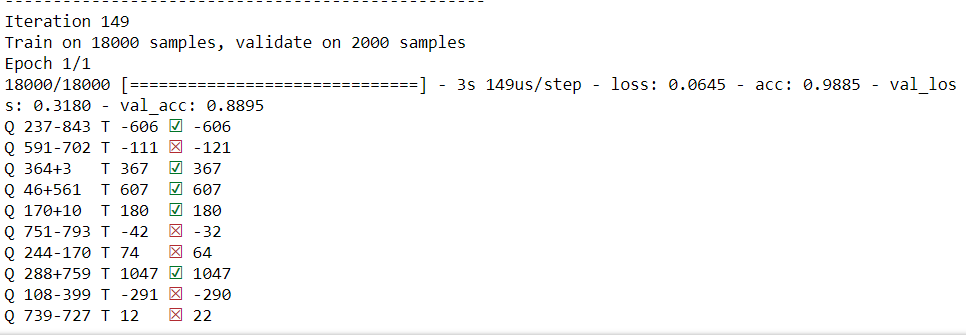 --------------------------------------------------
Iteration 149
Train on 18000 samples, validate on 2000 samples
Epoch 1/1
18000/18000 [==============================] - 3s 149us/step - loss: 0.0645 - acc: 0.9885 - val_los
s: 0.3180 - val_acc: 0.8895
Q 237-843 T -606 ☑ -606
Q 591-702 T -111 ☒ -121
Q 364+3   T 367  ☑ 367
Q 46+561  T 607  ☑ 607
Q 170+10  T 180  ☑ 180
Q 751-793 T -42  ☒ -32
Q 244-170 T 74   ☒ 64
Q 288+759 T 1047 ☑ 1047
Q 108-399 T -291 ☒ -290
Q 739-727 T 12   ☒ 22